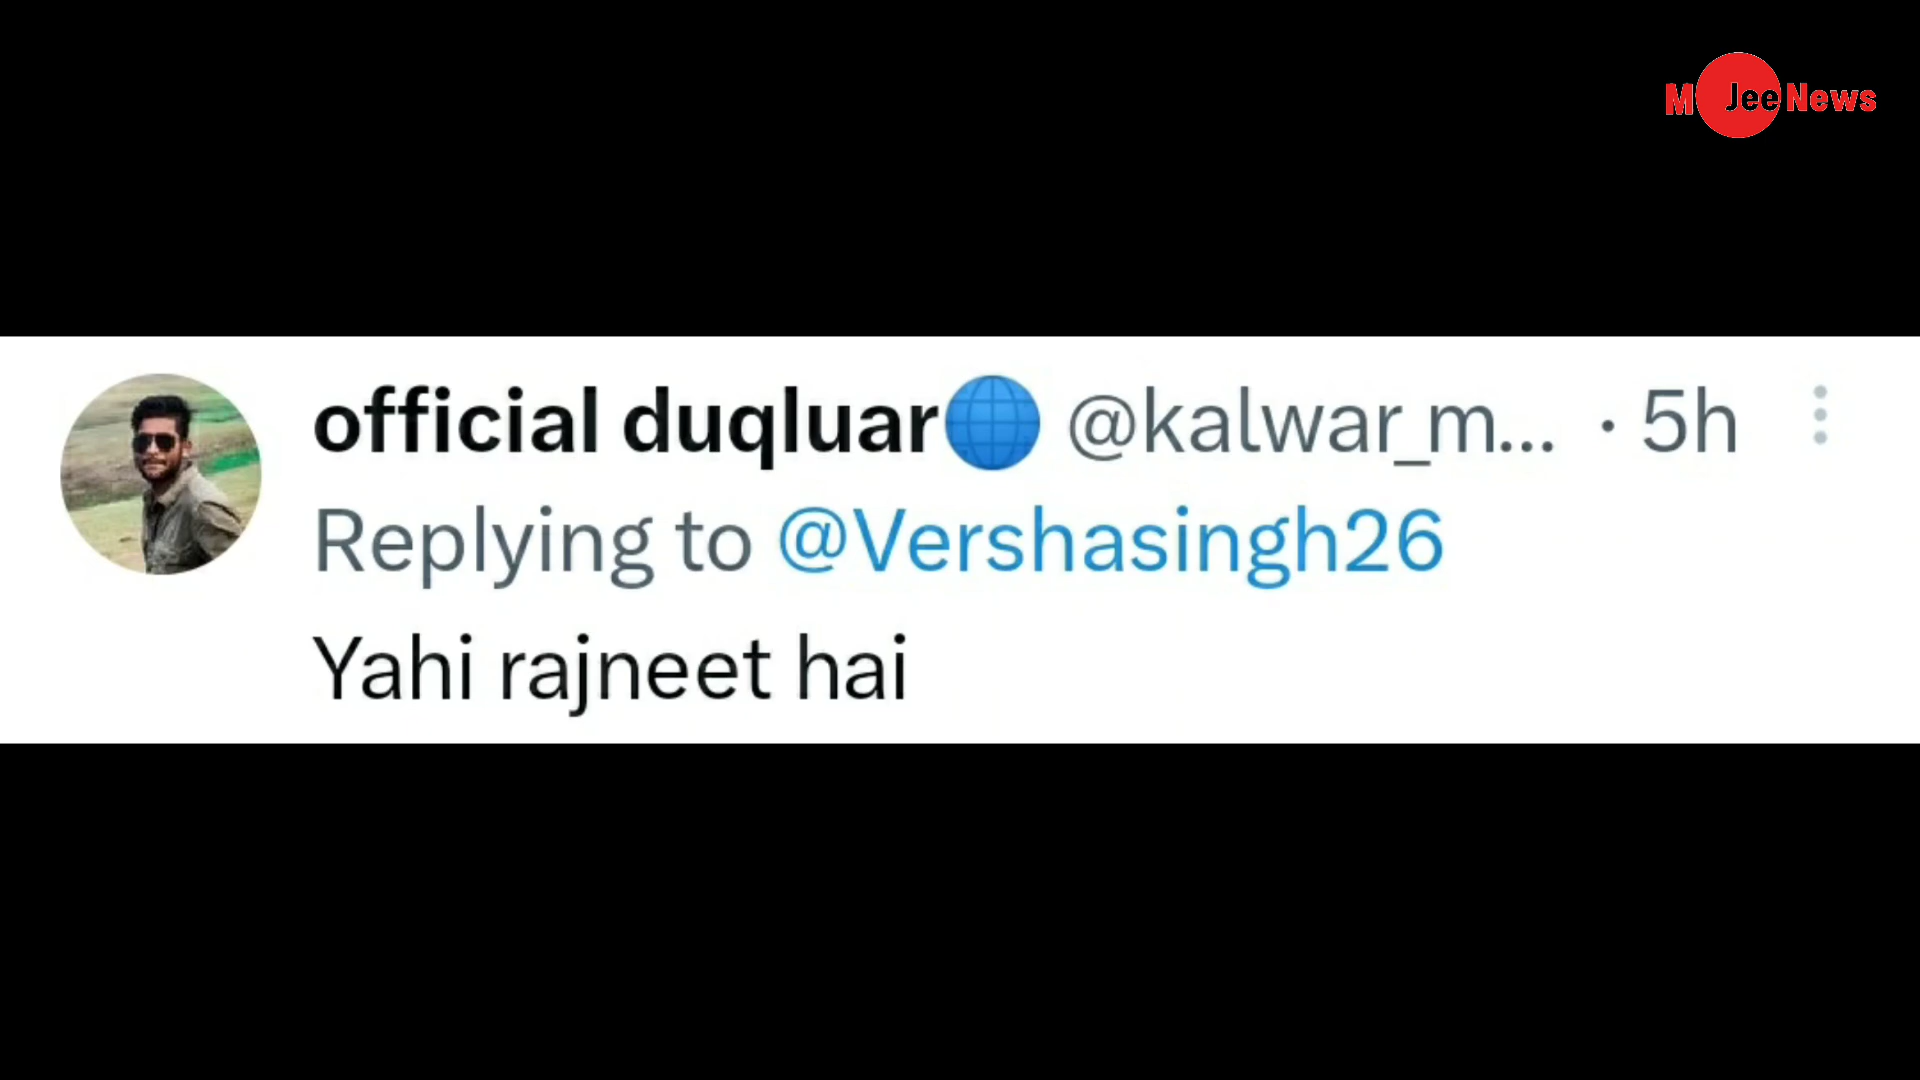 M Jee News
official duqluar🌐 @kalwar_m... · 5h
Replying to @Vershasingh26
Yahi rajneet hai